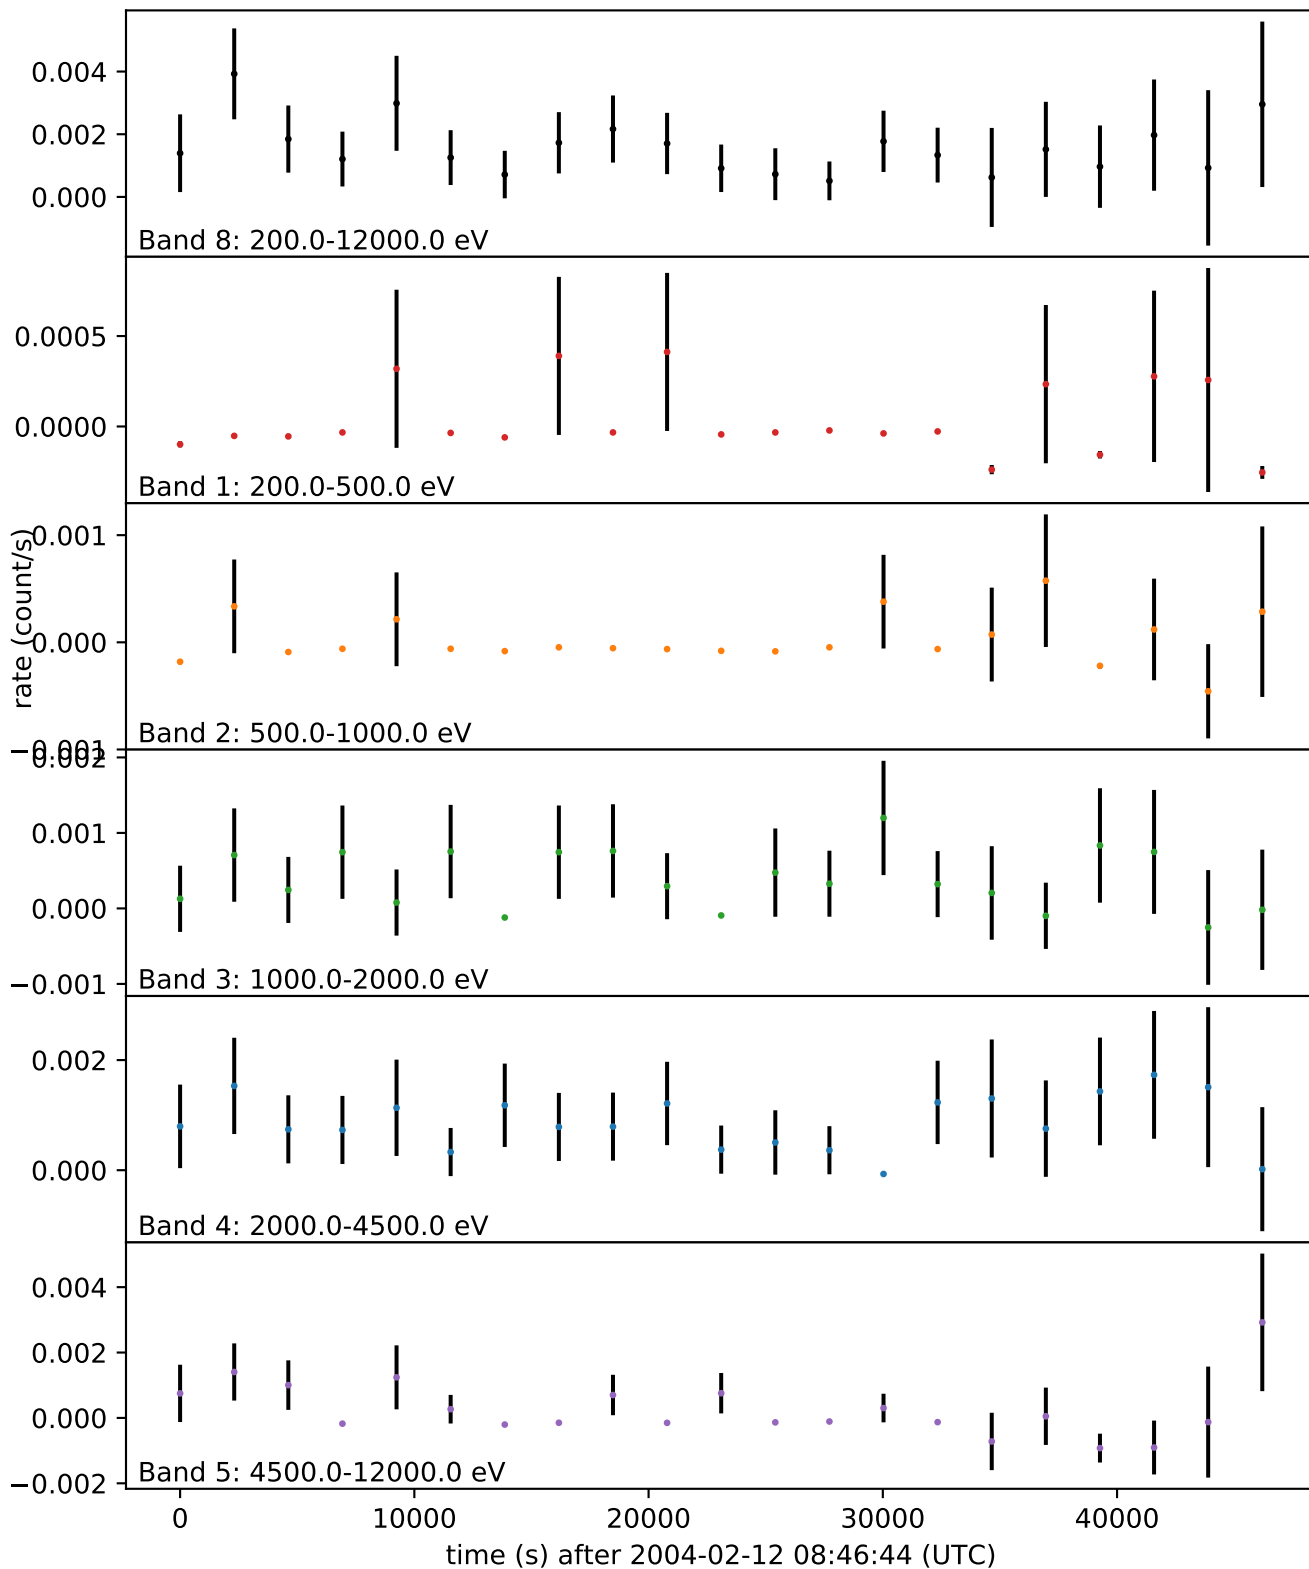 0.004
0.002
0.000
Band 8: 200.0-12000.0 eV
0.0005
0.0000
Band 1: 200.0-500.0 eV
rate (count/s)
0.001
0.000
−0.001
Band 2: 500.0-1000.0 eV
0.002
0.001
0.000
−0.001
Band 3: 1000.0-2000.0 eV
0.002
0.000
Band 4: 2000.0-4500.0 eV
0.004
0.002
0.000
−0.002
Band 5: 4500.0-12000.0 eV
0 10000 20000 30000 40000
time (s) after 2004-02-12 08:46:44 (UTC)